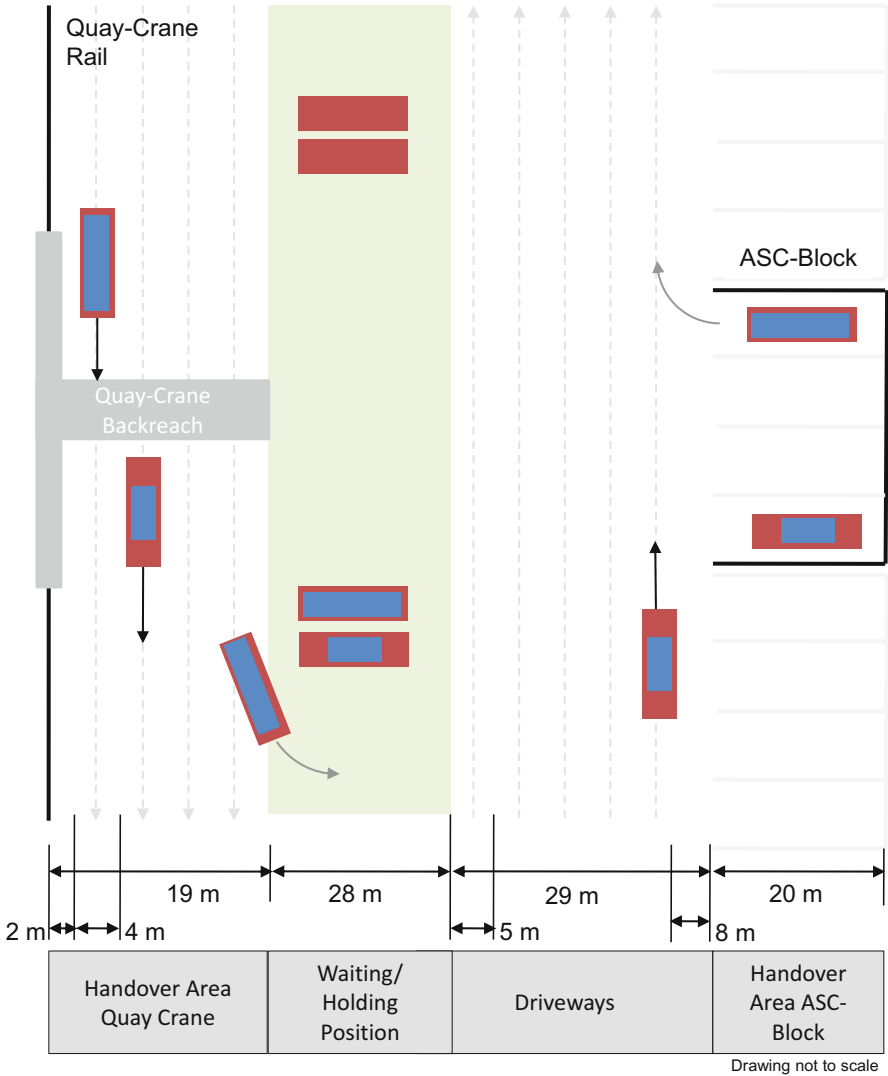 Quay-Crane
Rail
ASC-Block
Quay-Crane
Backreach
19 m
28 m
29 m
20 m
2 m
4 m
5 m
8 m
Handover Area
Quay Crane
Waiting/
Holding
Position
Driveways
Handover
Area ASC-
Block
Drawing not to scale